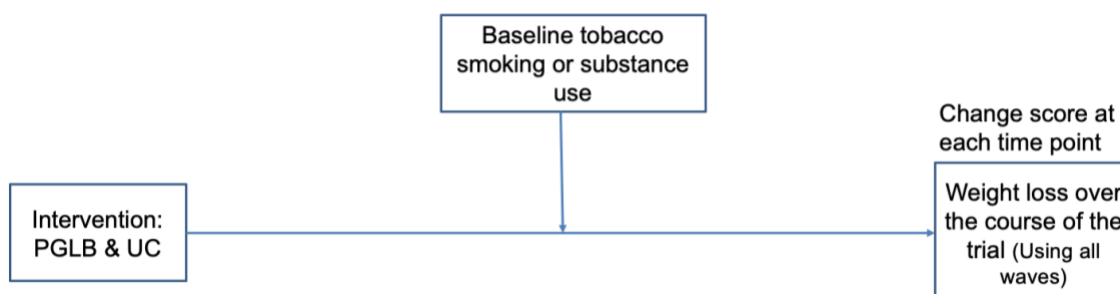 Baseline tobacco
smoking or substance
use
Change score at
each time point
Intervention:
PGLB & UC
Weight loss over
the course of the
trial (Using all
waves)